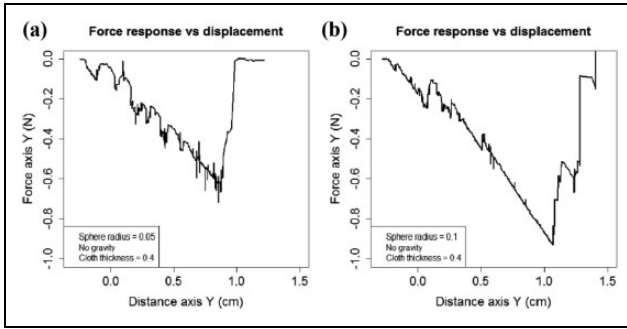 (a)
Force response vs displacement
Force axis Y (N)
0.0
-0.2
-0.4
-0.6
-0.8
-1.0
Sphere radius = 0.05
No gravity
Cloth thickness = 0.4
0.0 0.5 1.0 1.5
Distance axis Y (cm)
(b)
Force response vs displacement
Force axis Y (N)
0.0
-0.2
-0.4
-0.6
-0.8
-1.0
Sphere radius = 0.1
No gravity
Cloth thickness = 0.4
0.0 0.5 1.0 1.5
Distance axis Y (cm)